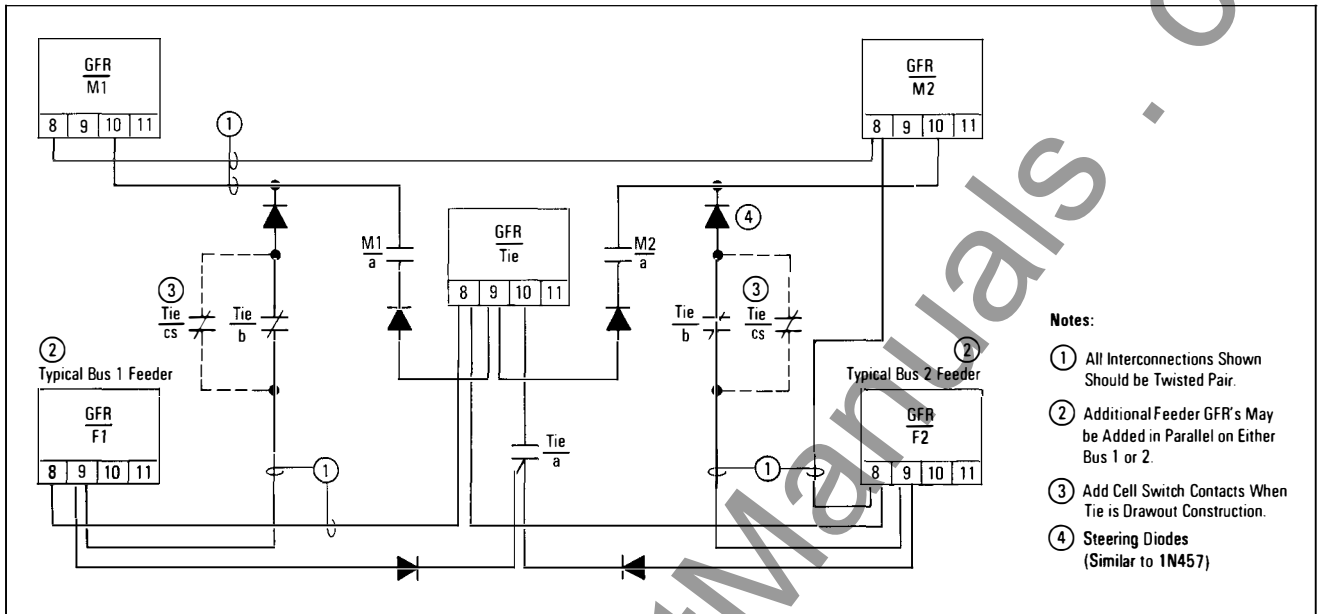 GFR
M1
8 9 10 11
1
GFR
M2
8 9 10 11
GFR
Tie
8 9 10 11
M1
a
M2
a
4
3
Tie
cs
Tie
b
Tie
b
3
Tie
cs
2
Typical Bus 1 Feeder
GFR
F1
8 9 10 11
1
Tie
a
1
2
Typical Bus 2 Feeder
GFR
F2
8 9 10 11
Notes:
1 All Interconnections Shown
Should be Twisted Pair.
2 Additional Feeder GFR's May
be Added in Parallel on Either
Bus 1 or 2.
3 Add Cell Switch Contacts When
Tie is Drawout Construction.
4 Steering Diodes
(Similar to 1N457)
Manuals . o